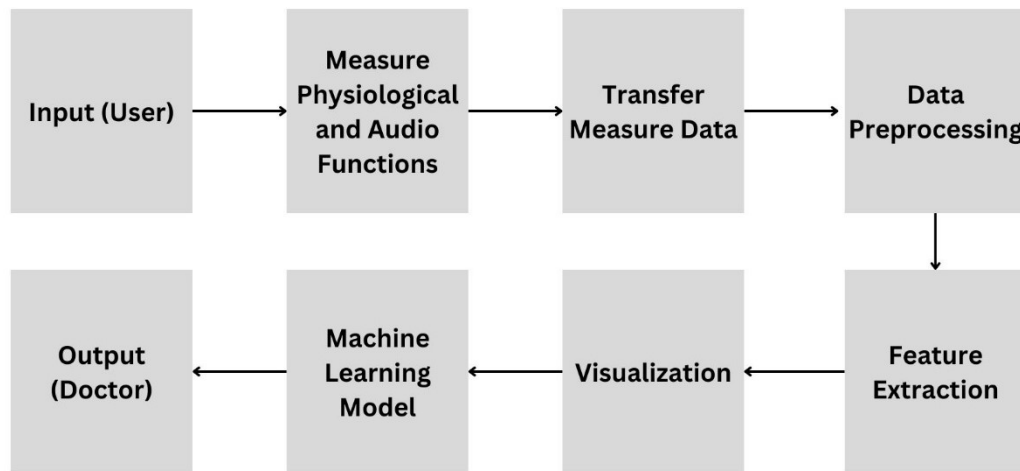 Input (User)
Measure
Physiological
and Audio
Functions
Transfer
Measure Data
Data
Preprocessing
Output
(Doctor)
Machine
Learning
Model
Visualization
Feature
Extraction